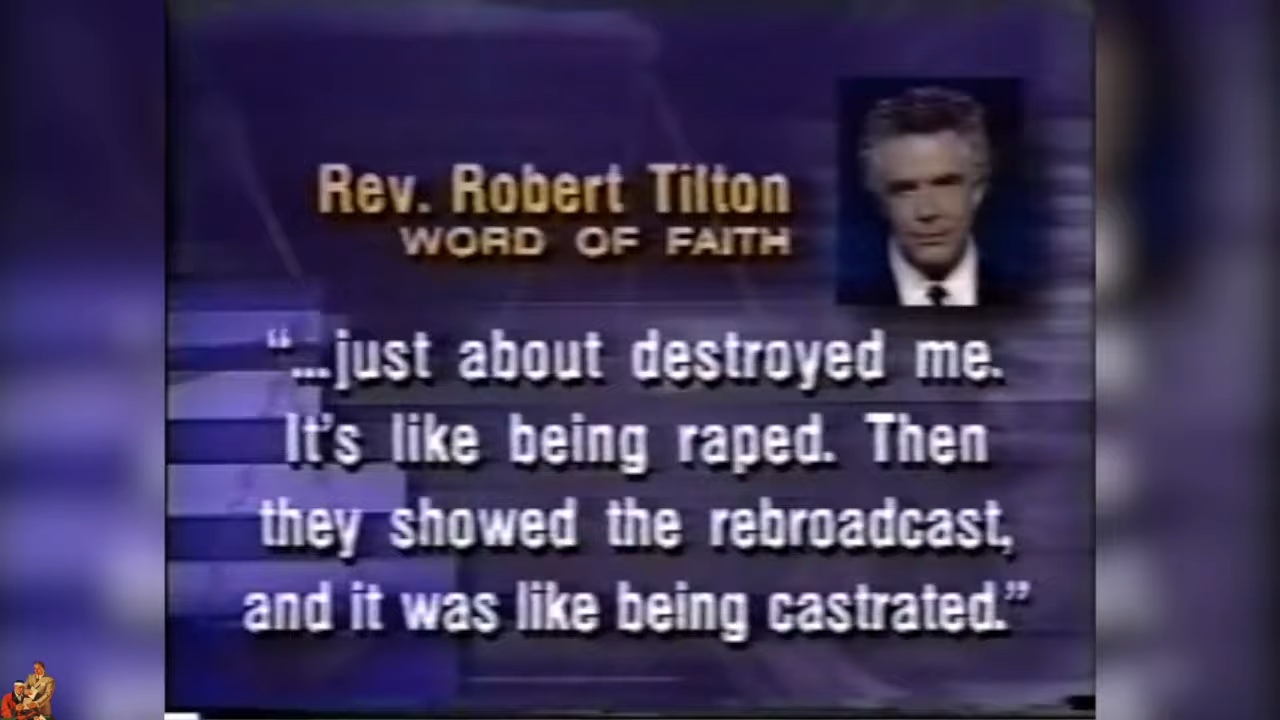 Rev. Robert Tilton
WORD OF FAITH
“...just about destroyed me.
It's like being raped. Then
they showed the rebroadcast,
and it was like being castrated.”